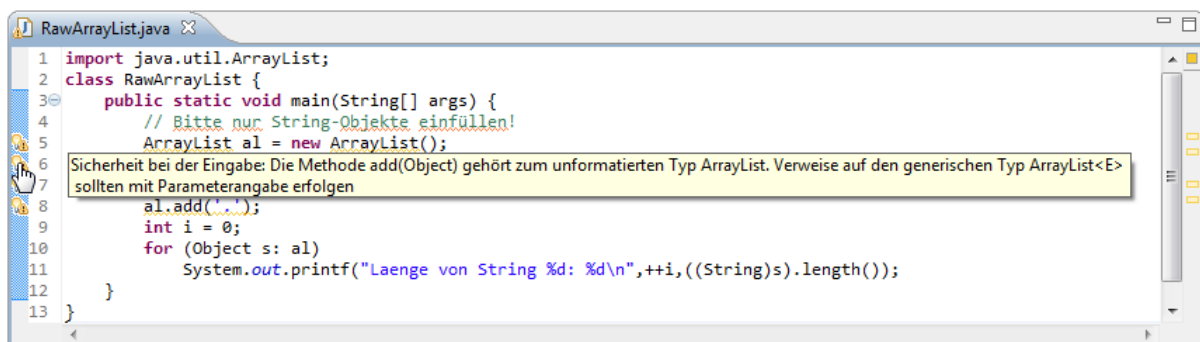 RawArrayList.java
1 import java.util.ArrayList;
2 class RawArrayList {
3 public static void main(String[] args) {
4 // Bitte nur String-Objekte einfüllen!
5 ArrayList al = new ArrayList();
6 Sicherheit bei der Eingabe: Die Methode add(Object) gehört zum unformatierten Typ ArrayList. Verweise auf den generischen Typ ArrayList<E>
7 sollten mit Parameterangabe erfolgen
8 al.add('.');
9 int i = 0;
10 for (Object s: al)
11 System.out.printf("Laenge von String %d: %d\n",++i,((String)s).length());
12 }
13 }